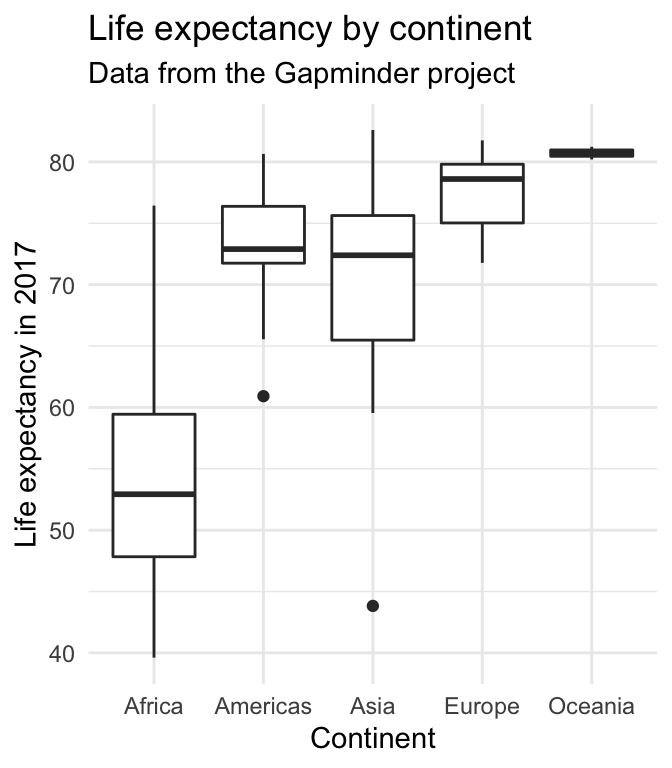 Life expectancy by continent
Data from the Gapminder project
Life expectancy in 2017
80
70
60
50
40
Africa Americas Asia Europe Oceania
Continent